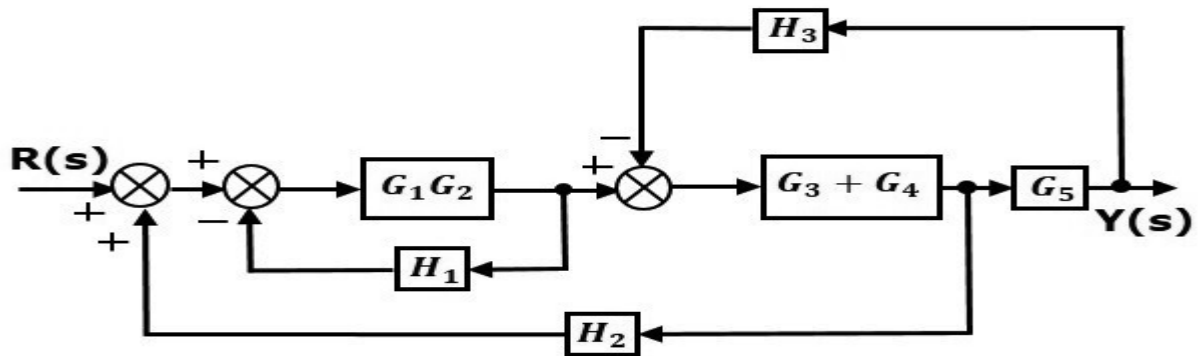 H₃
−
R(s) + − + G₁G₂ + G₃ + G₄ G₅
+ + − Y(s)
H₁
H₂